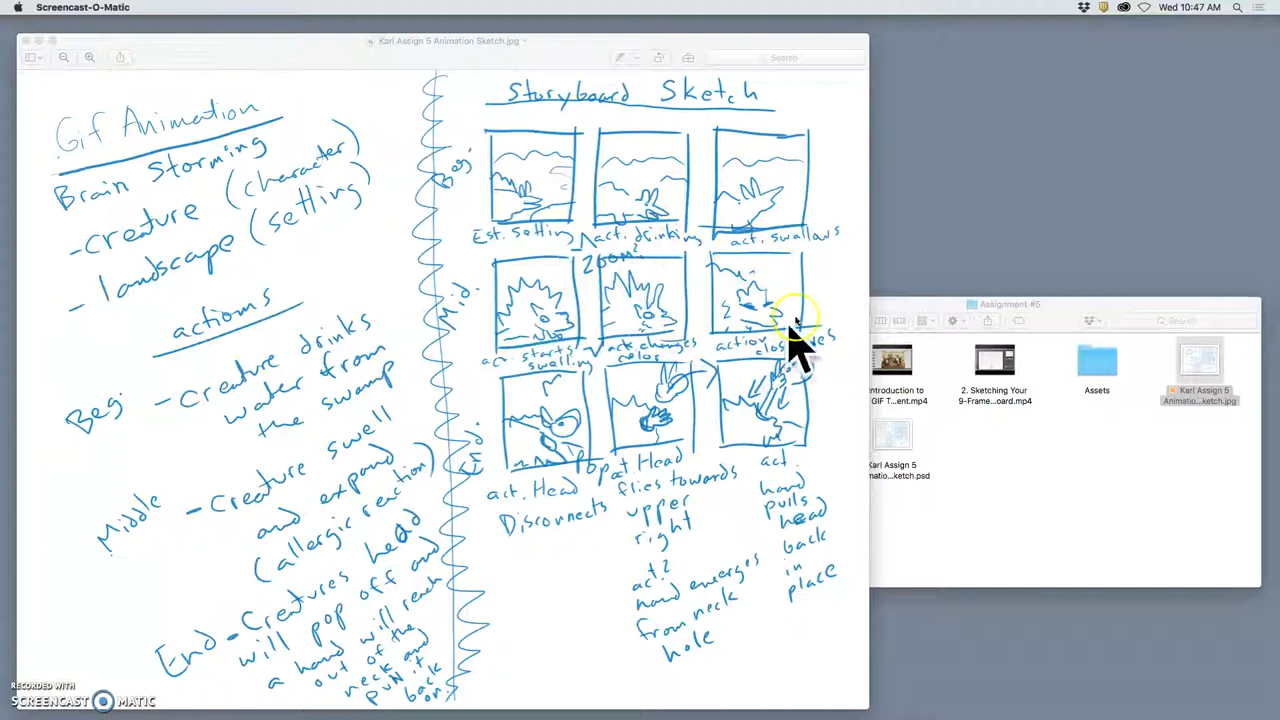 Screencast-O-Matic
Wed 10:47 AM
Karl Assign 5 Animation Sketch.jpg
Search
Gif Animation
Brain Storming
-creature (character)
- landscape (setting)
actions
Beg -creature drinks
water from
the swamp
Middle -Creature swell
and expand
(allergic reaction)
End -Creatures head
will pop off and
a hand will reach
out of the
neck and
pull it
back
on.
Storyboard Sketch
Beg.
Est. Setting
act. drinking
act. swallows
zoom?
Mid.
act. starts
swelling
act. changes
color
action
closes
End.
Pop!
act. Head
Disconnects
act. Head
flies towards
upper
right
act2
hand emerges
from neck
hole
act.
hand
pulls
head
back
in
place
Assignment #5
Search
Introduction to
GIF T...ent.mp4
2. Sketching Your
9-Frame...oard.mp4
Assets
Karl Assign 5
Animatio...ketch.jpg
Karl Assign 5
matio...ketch.psd
RECORDED WITH
SCREENCAST MATIC